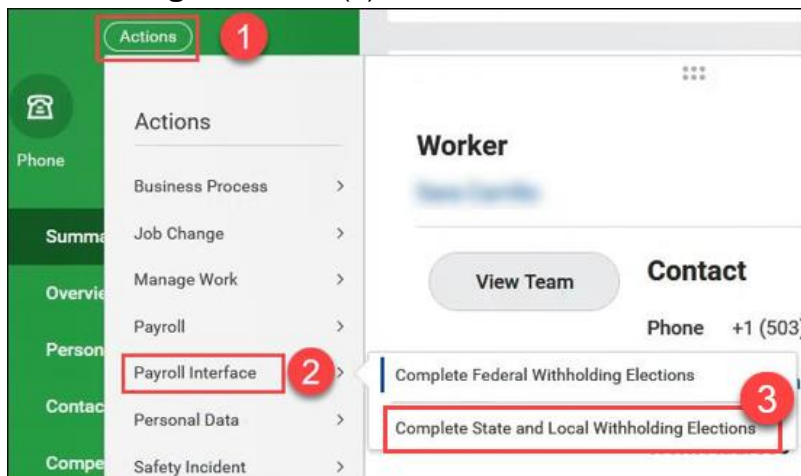 Actions
1
Phone
Actions
Business Process
Job Change
Manage Work
Payroll
Payroll Interface
2
Personal Data
Safety Incident
Summa
Overvie
Person
Contac
Compe
Worker
View Team
Contact
Phone +1 (503)
Complete Federal Withholding Elections
3
Complete State and Local Withholding Elections